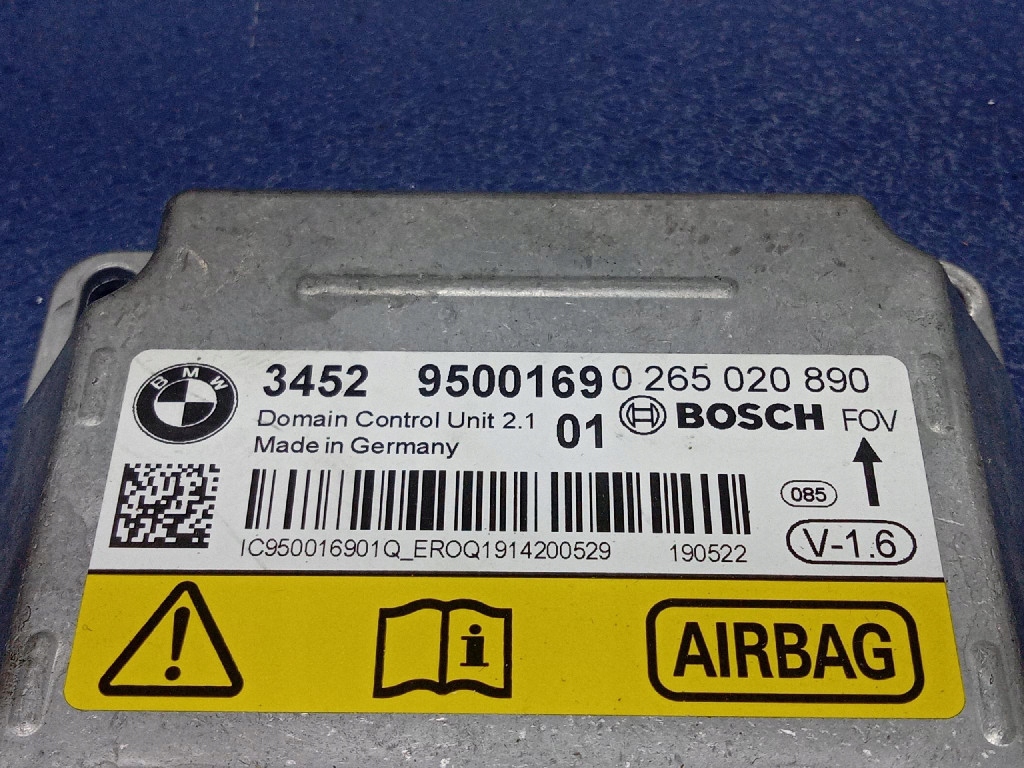 BMW
3452 9500169 0 265 020 890
Domain Control Unit 2.1 01 BOSCH FOV
Made in Germany
085
IC950016901Q_EROQ1914200529 190522 V-1.6
i AIRBAG